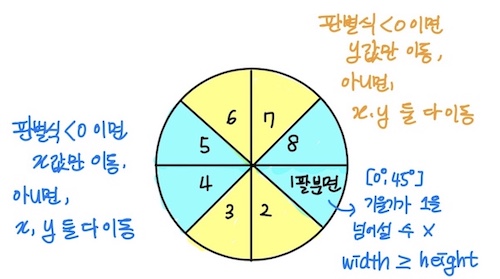 판별식<0이면
y값만 이동,
아니면,
x, y 둘 다 이동
판별식<0이면
x값만 이동,
아니면,
x, y 둘 다 이동
6
7
5
8
4
1팔분면
3
2
[0°, 45°]
기울기가 1을
넘어설 수 X
width ≥ height